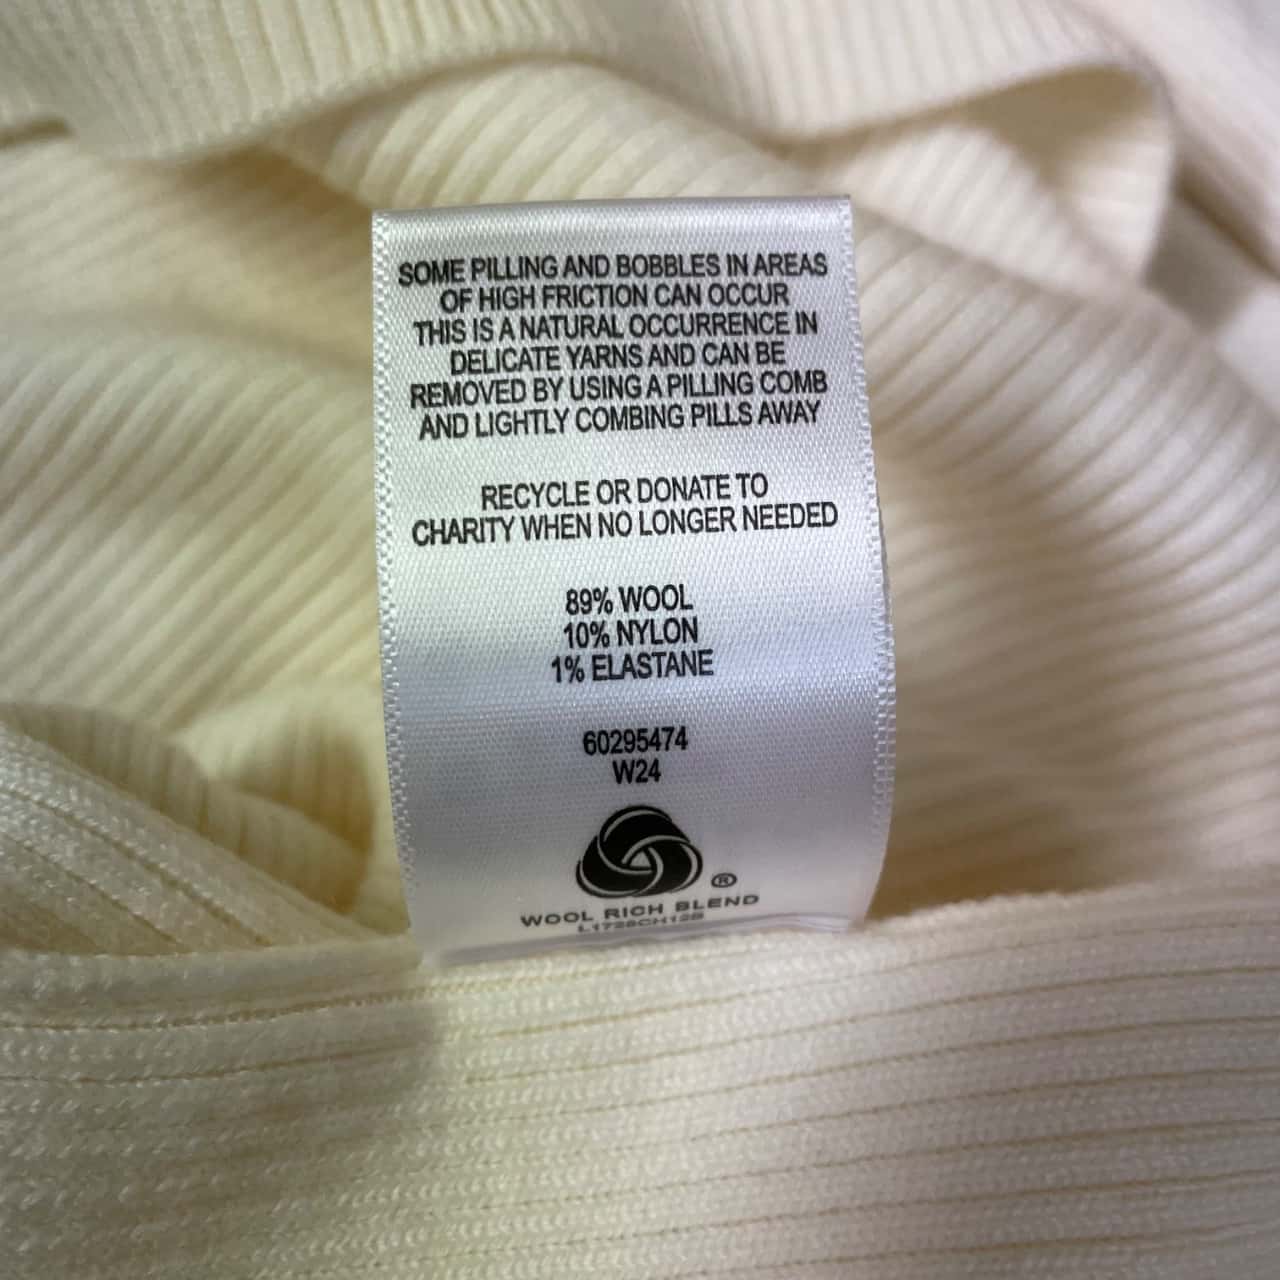 SOME PILLING AND BOBBLES IN AREAS
OF HIGH FRICTION CAN OCCUR
THIS IS A NATURAL OCCURRENCE IN
DELICATE YARNS AND CAN BE
REMOVED BY USING A PILLING COMB
AND LIGHTLY COMBING PILLS AWAY
RECYCLE OR DONATE TO
CHARITY WHEN NO LONGER NEEDED
89% WOOL
10% NYLON
1% ELASTANE
60295474
W24
®
WOOL RICH BLEND